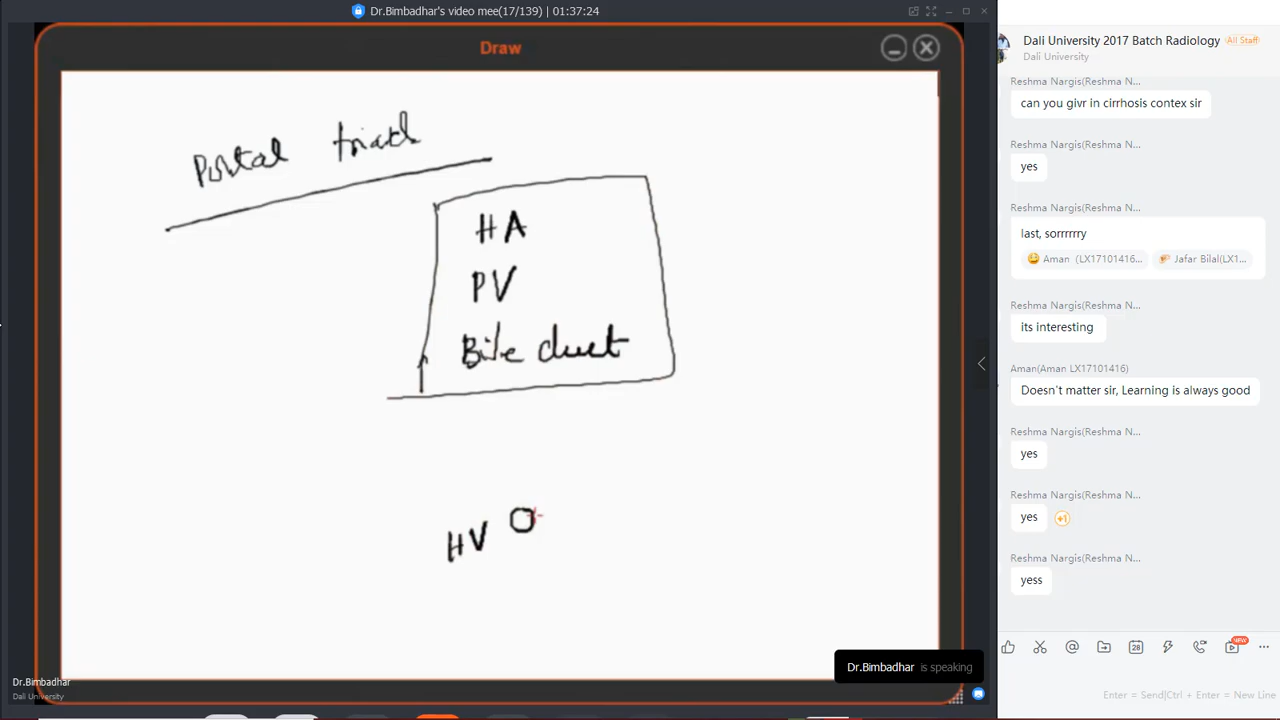 Dr.Bimbadhar's video mee(17/139) | 01:37:24
Draw
Portal triad
HA
PV
Bile duct
HV O
Dr.Bimbadhar
Dali University
Dr.Bimbadhar is speaking
Dali University 2017 Batch Radiology All Staff
Dali University
Reshma Nargis(Reshma N...
can you givr in cirrhosis contex sir
Reshma Nargis(Reshma N...
yes
Reshma Nargis(Reshma N...
last, sorrrrrry
Aman (LX17101416... Jafar Bilal(LX1...
Reshma Nargis(Reshma N...
its interesting
Aman(Aman LX17101416)
Doesn't matter sir, Learning is always good
Reshma Nargis(Reshma N...
yes
Reshma Nargis(Reshma N...
yes +1
Reshma Nargis(Reshma N...
yess
NEW
28
Enter = Send|Ctrl + Enter = New Line